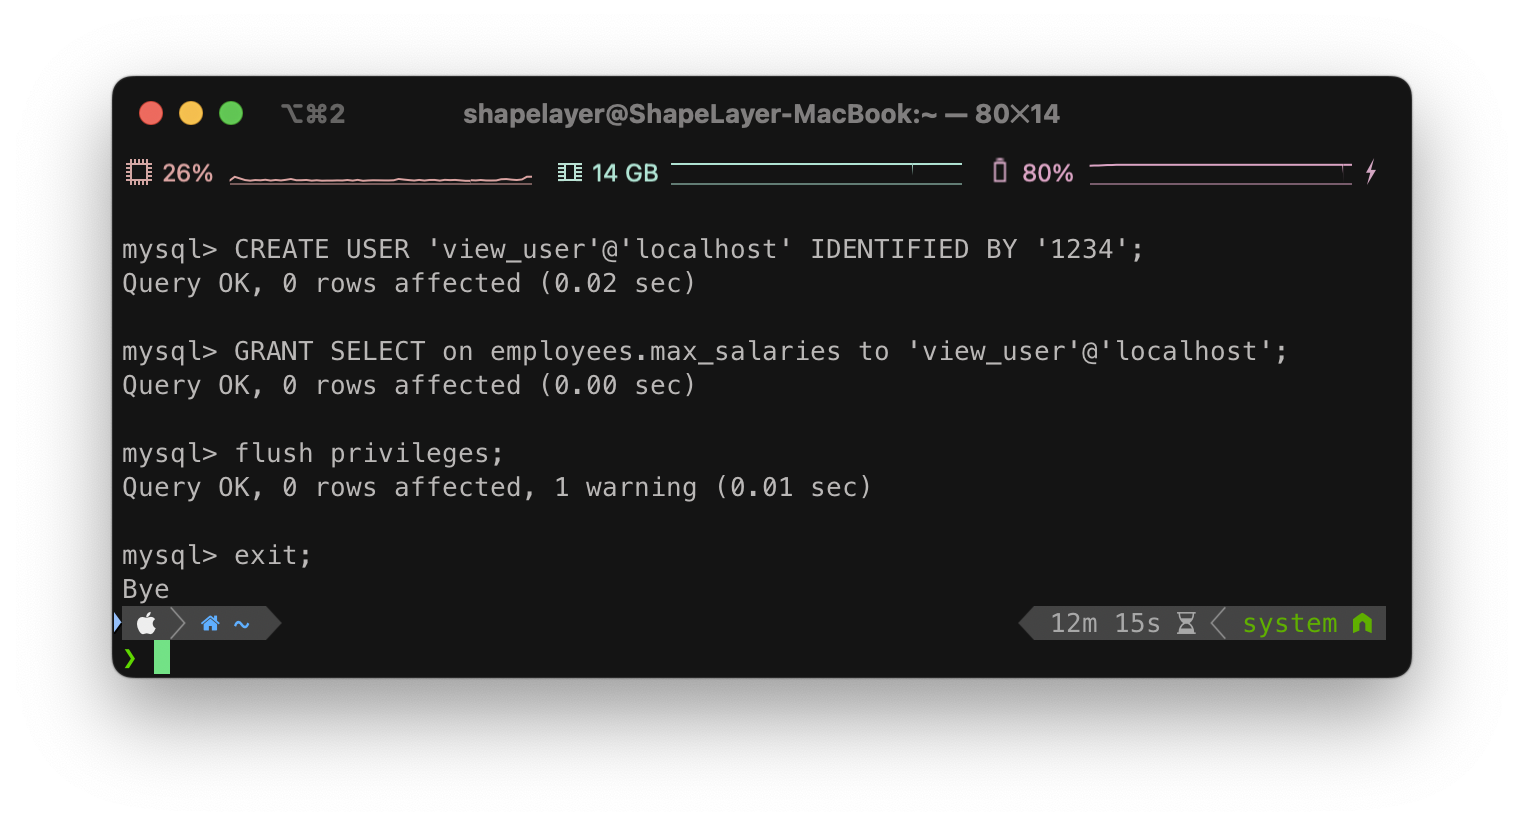 ⌥⌘2 shapelayer@ShapeLayer-MacBook:~ — 80×14
26% 14 GB 80%
mysql> CREATE USER 'view_user'@'localhost' IDENTIFIED BY '1234';
Query OK, 0 rows affected (0.02 sec)
mysql> GRANT SELECT on employees.max_salaries to 'view_user'@'localhost';
Query OK, 0 rows affected (0.00 sec)
mysql> flush privileges;
Query OK, 0 rows affected, 1 warning (0.01 sec)
mysql> exit;
Bye
~ 12m 15s system
❯